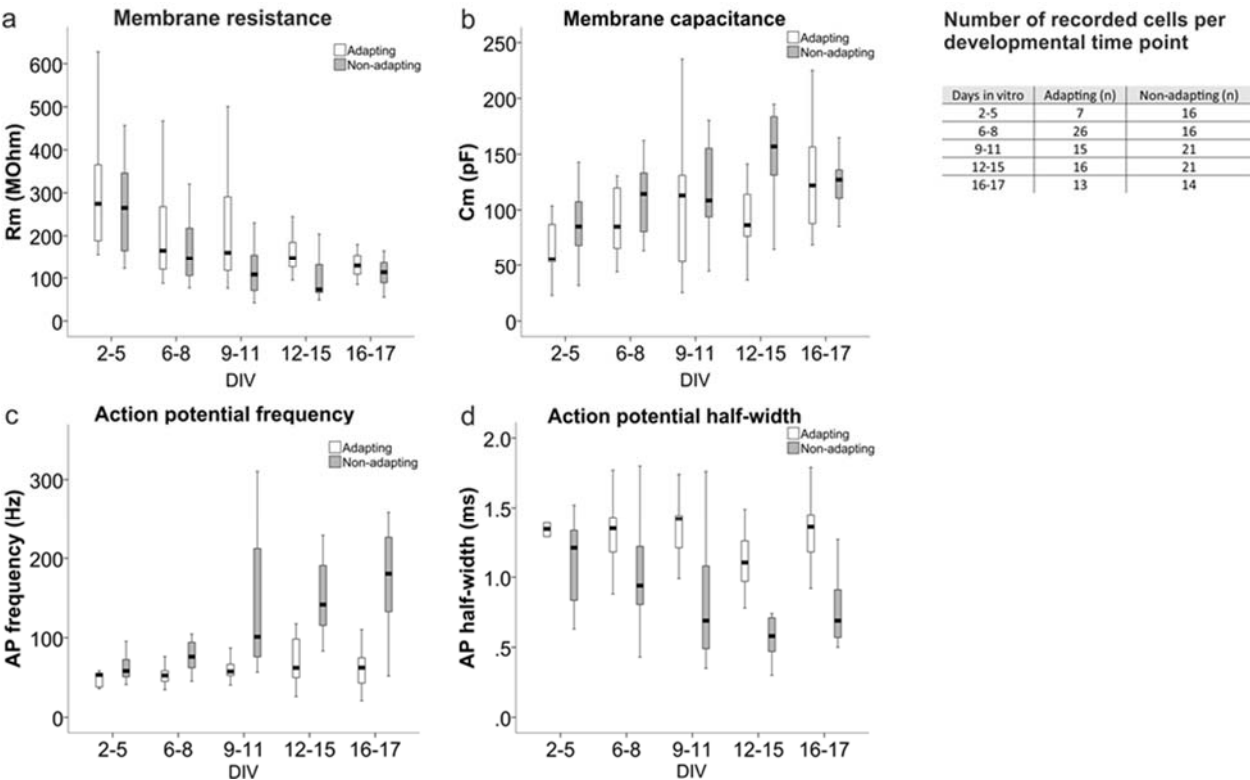 a
Membrane resistance
Adapting
Non-adapting
600
500
400
300
200
100
0
Rm (MOhm)
2-5 6-8 9-11 12-15 16-17
DIV
b
Membrane capacitance
Adapting
Non-adapting
250
200
150
100
50
0
Cm (pF)
2-5 6-8 9-11 12-15 16-17
DIV
Number of recorded cells per
developmental time point
Days in vitro Adapting (n) Non-adapting (n)
2-5 7 16
6-8 26 16
9-11 15 21
12-15 16 21
16-17 13 14
c
Action potential frequency
Adapting
Non-adapting
300
200
100
0
AP frequency (Hz)
2-5 6-8 9-11 12-15 16-17
DIV
d
Action potential half-width
Adapting
Non-adapting
2.0
1.5
1.0
.5
.0
AP half-width (ms)
2-5 6-8 9-11 12-15 16-17
DIV